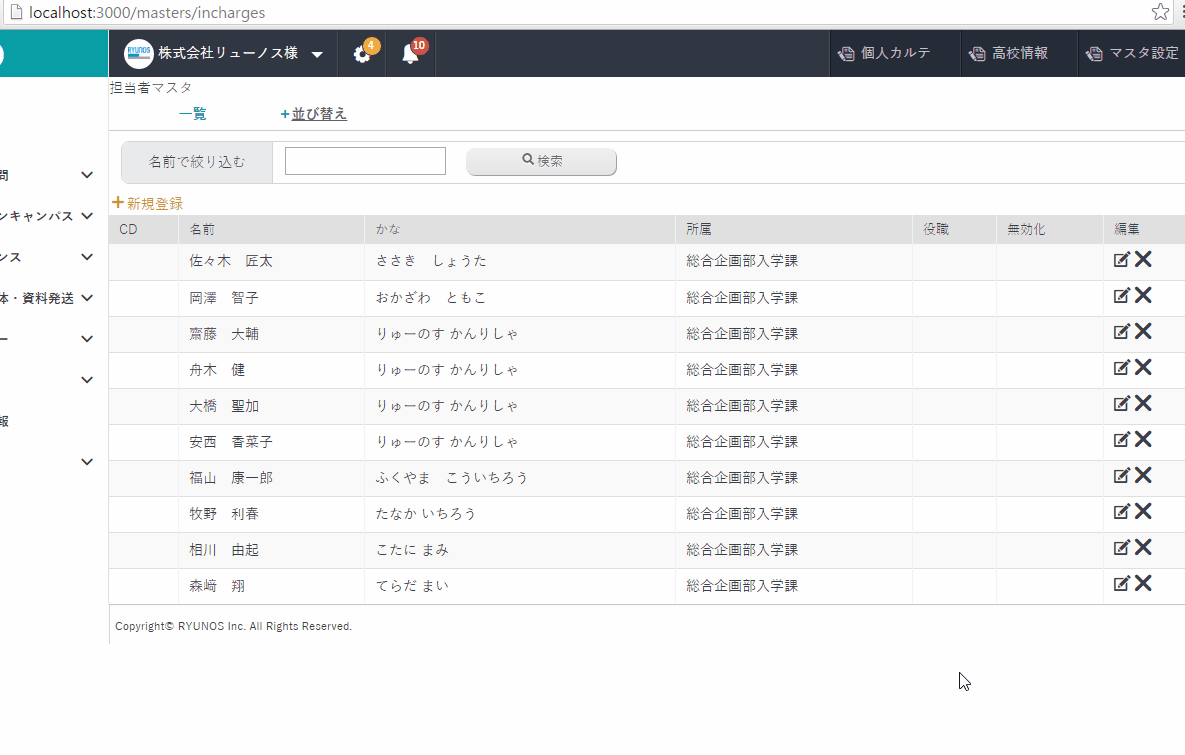 localhost:3000/masters/incharges
RYUNOS 株式会社リューノス様 4 10 個人カルテ 高校情報 マスタ設定
担当者マスタ
一覧 +並び替え
名前で絞り込む 検索
問
ンキャンパス
ンス
体・資料発送
ー
報
+新規登録
CD 名前 かな 所属 役職 無効化 編集
佐々木 匠太 ささき しょうた 総合企画部入学課
岡澤 智子 おかざわ ともこ 総合企画部入学課
齋藤 大輔 りゅーのす かんりしゃ 総合企画部入学課
舟木 健 りゅーのす かんりしゃ 総合企画部入学課
大橋 聖加 りゅーのす かんりしゃ 総合企画部入学課
安西 香菜子 りゅーのす かんりしゃ 総合企画部入学課
福山 康一郎 ふくやま こういちろう 総合企画部入学課
牧野 利春 たなか いちろう 総合企画部入学課
相川 由起 こたに まみ 総合企画部入学課
森﨑 翔 てらだ まい 総合企画部入学課
Copyright© RYUNOS Inc. All Rights Reserved.